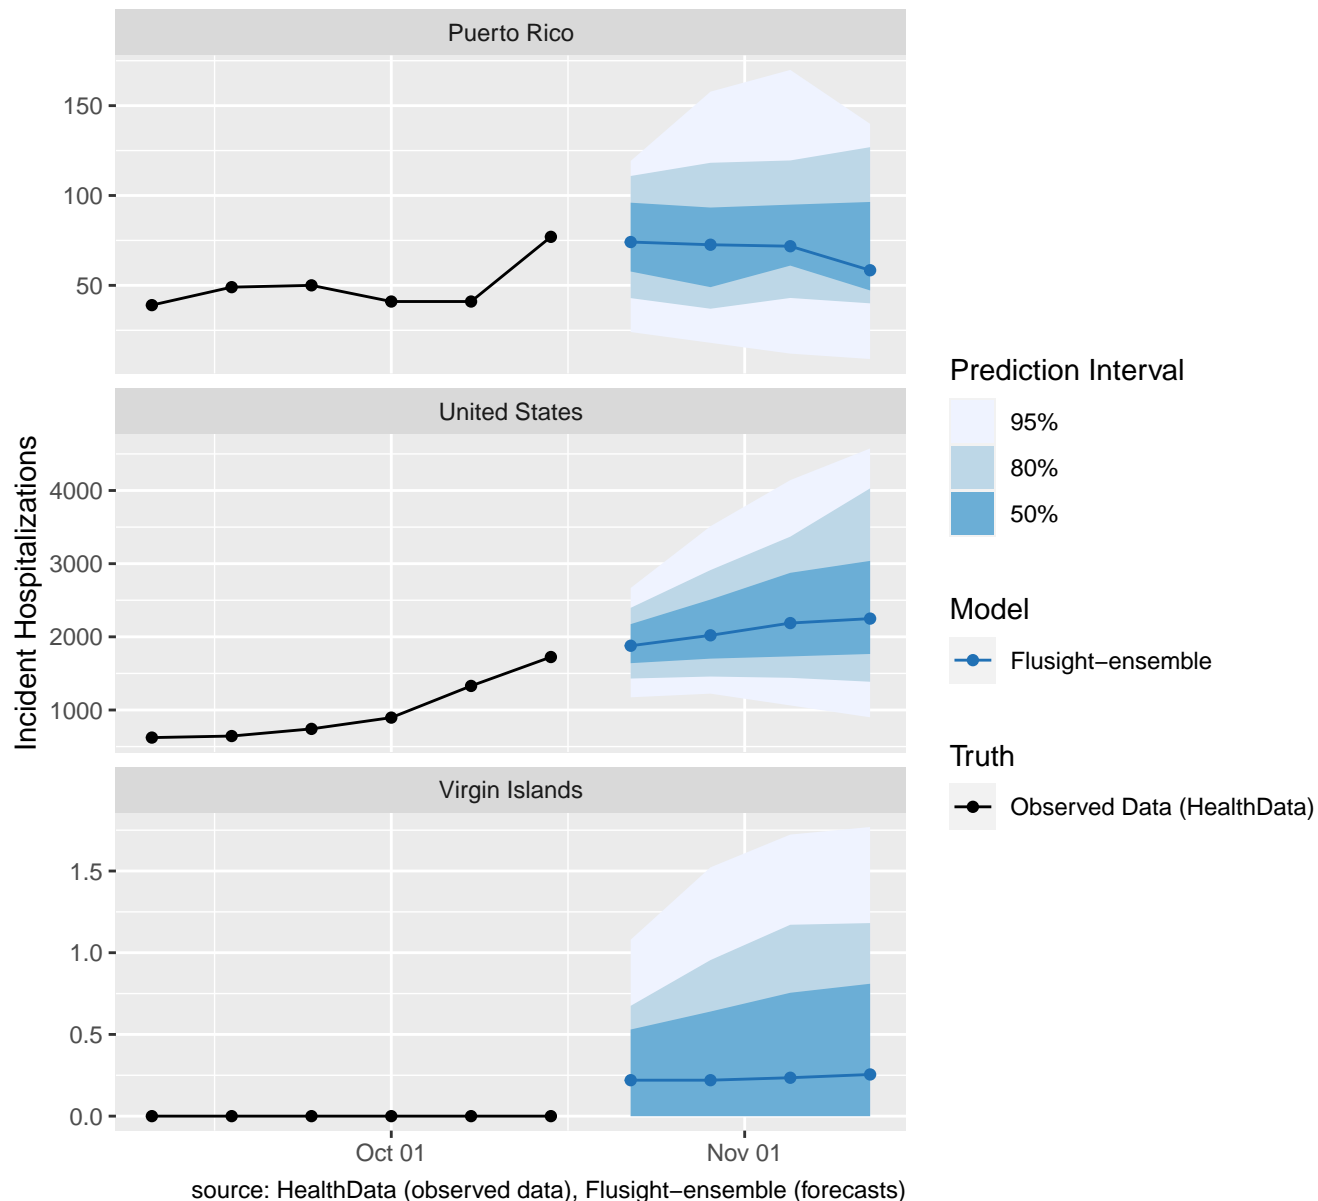 Puerto Rico
150
100
50
United States
4000
3000
2000
1000
Virgin Islands
1.5
1.0
0.5
0.0
Oct 01
Nov 01
Incident Hospitalizations
source: HealthData (observed data), Flusight−ensemble (forecasts)
Prediction Interval
95%
80%
50%
Model
Flusight−ensemble
Truth
Observed Data (HealthData)